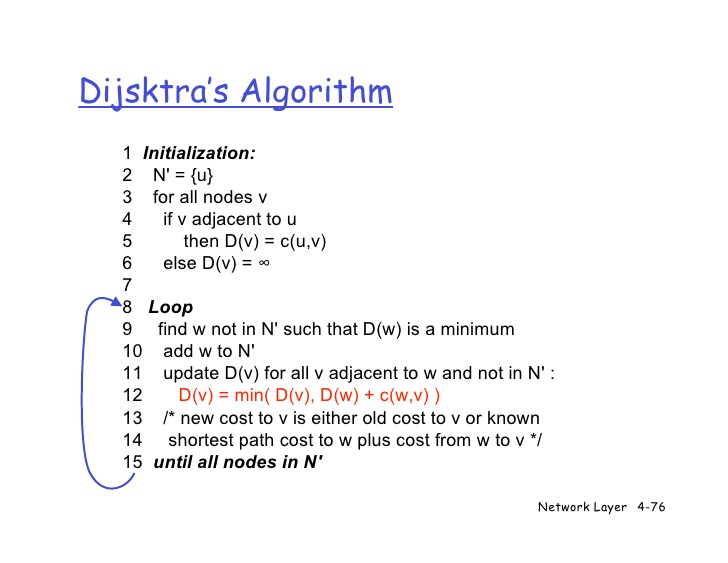 Dijsktra's Algorithm
1 Initialization:
2 N' = {u}
3 for all nodes v
4 if v adjacent to u
5 then D(v) = c(u,v)
6 else D(v) = ∞
7
8 Loop
9 find w not in N' such that D(w) is a minimum
10 add w to N'
11 update D(v) for all v adjacent to w and not in N' :
12 D(v) = min( D(v), D(w) + c(w,v) )
13 /* new cost to v is either old cost to v or known
14 shortest path cost to w plus cost from w to v */
15 until all nodes in N'
Network Layer 4-76